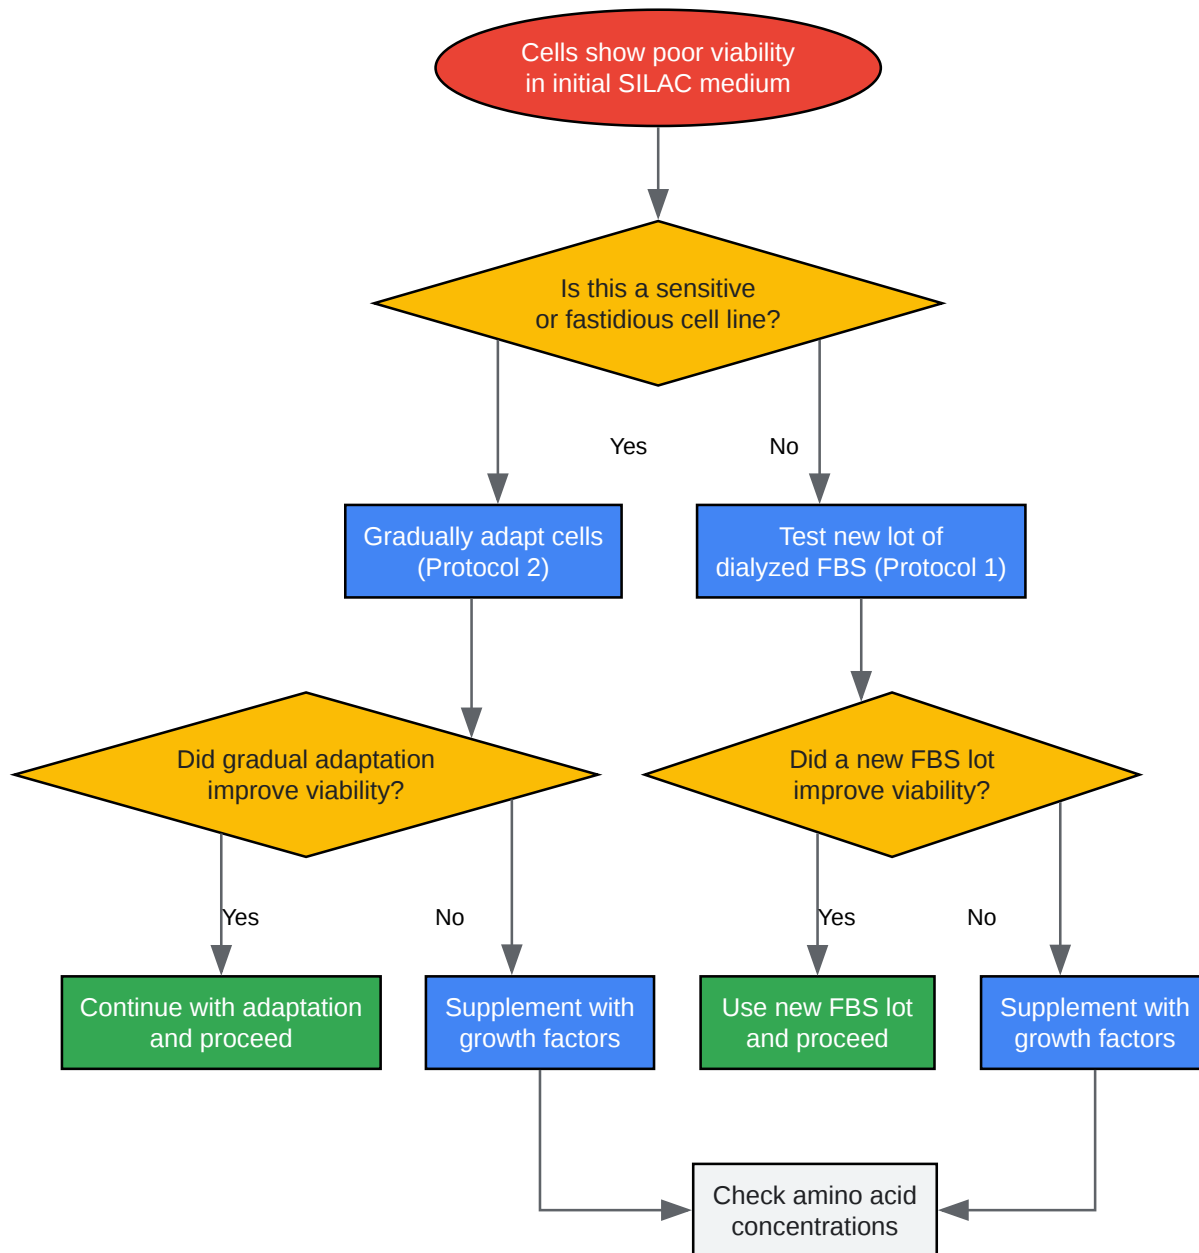 Cells show poor viability
in initial SILAC medium
Is this a sensitive
or fastidious cell line?
Yes
No
Gradually adapt cells
(Protocol 2)
Test new lot of
dialyzed FBS (Protocol 1)
Did gradual adaptation
improve viability?
Did a new FBS lot
improve viability?
Yes
No
Yes
No
Continue with adaptation
and proceed
Supplement with
growth factors
Use new FBS lot
and proceed
Supplement with
growth factors
Check amino acid
concentrations